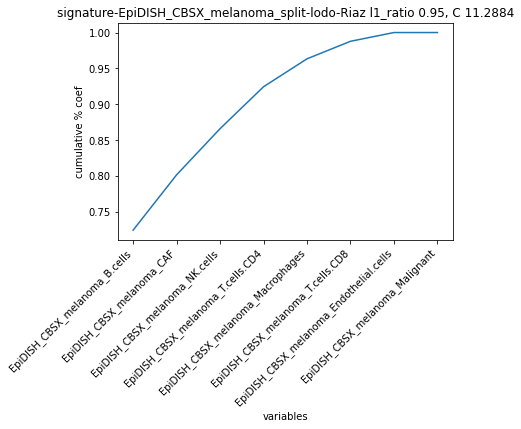 signature-EpiDISH_CBSX_melanoma_split-lodo-Riaz l1_ratio 0.95, C 11.2884
cumulative % coef
1.00
0.95
0.90
0.85
0.80
0.75
EpiDISH_CBSX_melanoma_B.cells
EpiDISH_CBSX_melanoma_CAF
EpiDISH_CBSX_melanoma_NK.cells
EpiDISH_CBSX_melanoma_T.cells.CD4
EpiDISH_CBSX_melanoma_Macrophages
EpiDISH_CBSX_melanoma_T.cells.CD8
EpiDISH_CBSX_melanoma_Endothelial.cells
EpiDISH_CBSX_melanoma_Malignant
variables